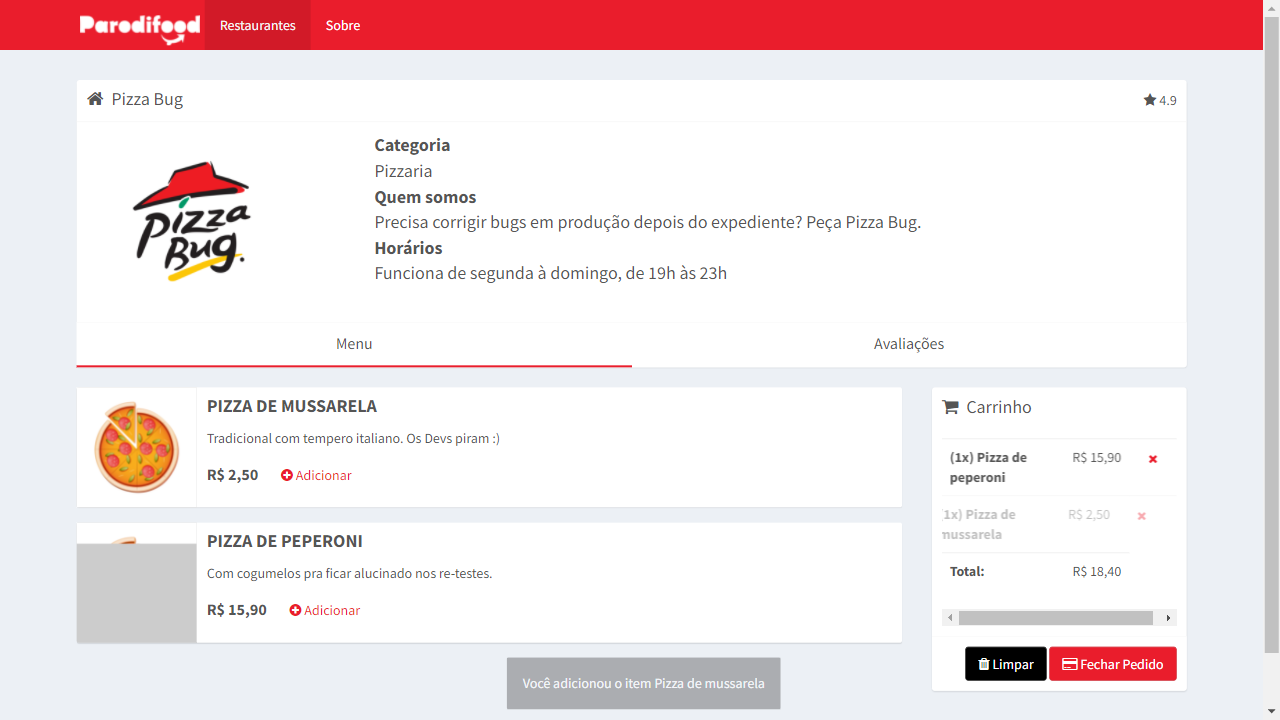 Parodifood
Restaurantes
Sobre
Pizza Bug
4.9
Pizza
Bug.
Categoria
Pizzaria
Quem somos
Precisa corrigir bugs em produção depois do expediente? Peça Pizza Bug.
Horários
Funciona de segunda à domingo, de 19h às 23h
Menu
Avaliações
PIZZA DE MUSSARELA
Tradicional com tempero italiano. Os Devs piram :)
R$ 2,50
Adicionar
PIZZA DE PEPERONI
Com cogumelos pra ficar alucinado nos re-testes.
R$ 15,90
Adicionar
Carrinho
(1x) Pizza de
peperoni
R$ 15,90
1x) Pizza de
mussarela
R$ 2,50
Total:
R$ 18,40
Limpar
Fechar Pedido
Você adicionou o item Pizza de mussarela